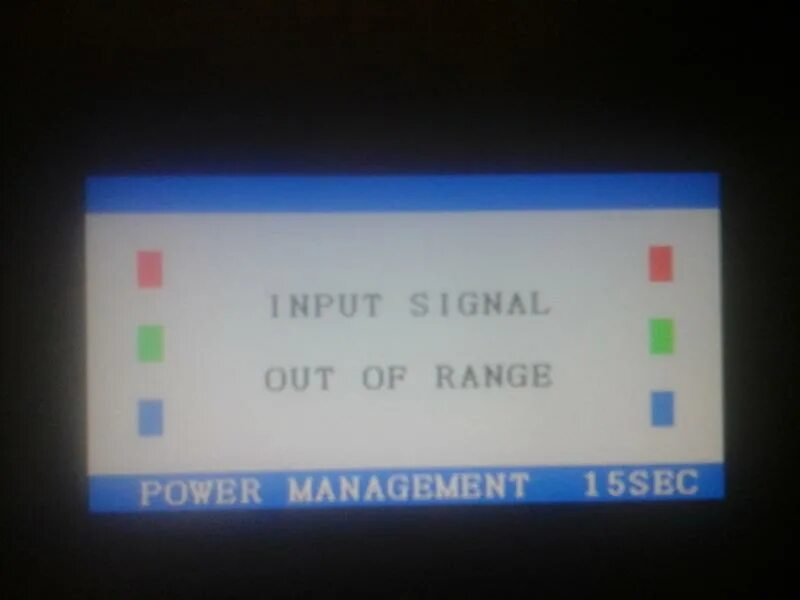 INPUT SIGNAL
OUT OF RANGE
POWER MANAGEMENT 15SEC